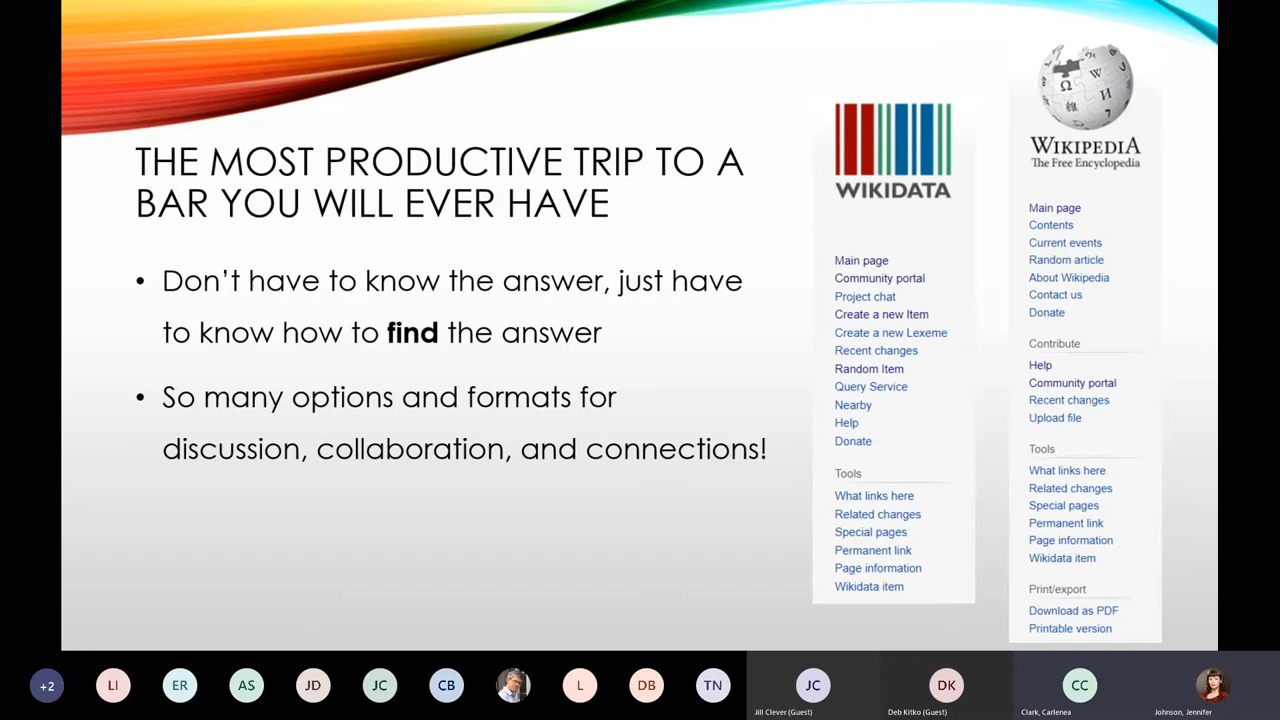 THE MOST PRODUCTIVE TRIP TO A
BAR YOU WILL EVER HAVE
• Don’t have to know the answer, just have
to know how to find the answer
• So many options and formats for
discussion, collaboration, and connections!
WIKIDATA
Main page
Community portal
Project chat
Create a new Item
Create a new Lexeme
Recent changes
Random Item
Query Service
Nearby
Help
Donate
Tools
What links here
Related changes
Special pages
Permanent link
Page information
Wikidata item
Ω W И
WIKIPEDIA
The Free Encyclopedia
Main page
Contents
Current events
Random article
About Wikipedia
Contact us
Donate
Contribute
Help
Community portal
Recent changes
Upload file
Tools
What links here
Related changes
Special pages
Permanent link
Page information
Wikidata item
Print/export
Download as PDF
Printable version
+2 LI ER AS JD JC CB L DB TN JC DK CC
Jill Clever (Guest) Deb Kitko (Guest) Clark, Carlenea Johnson, Jennifer